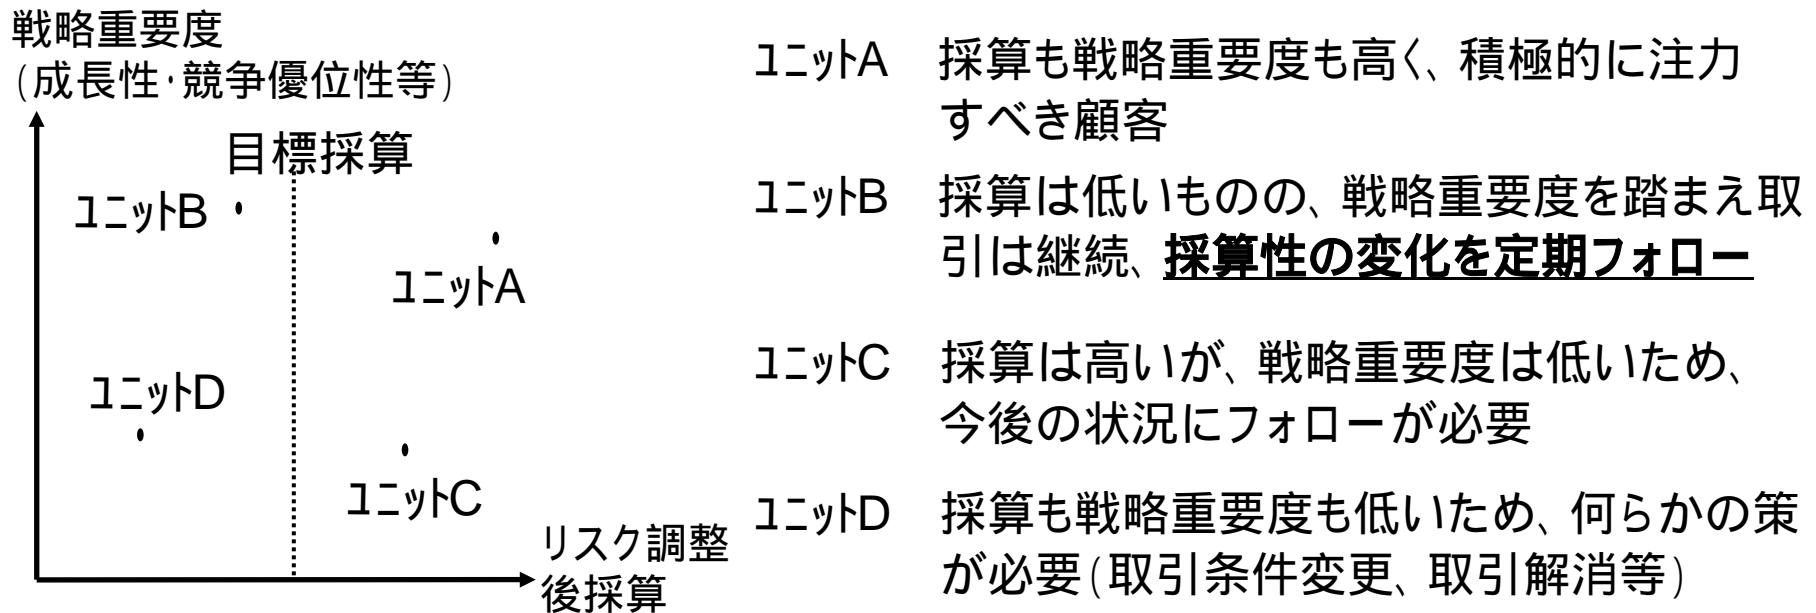 戦略重要度
(成長性・競争優位性等)
目標採算
ﾕﾆｯﾄB
ﾕﾆｯﾄA
ﾕﾆｯﾄD
ﾕﾆｯﾄC
リスク調整
後採算
ﾕﾆｯﾄA 採算も戦略重要度も高く、積極的に注力
すべき顧客
ﾕﾆｯﾄB 採算は低いものの、戦略重要度を踏まえ取
引は継続、採算性の変化を定期フォロー
ﾕﾆｯﾄC 採算は高いが、戦略重要度は低いため、
今後の状況にフォローが必要
ﾕﾆｯﾄD 採算も戦略重要度も低いため、何らかの策
が必要(取引条件変更、取引解消等)